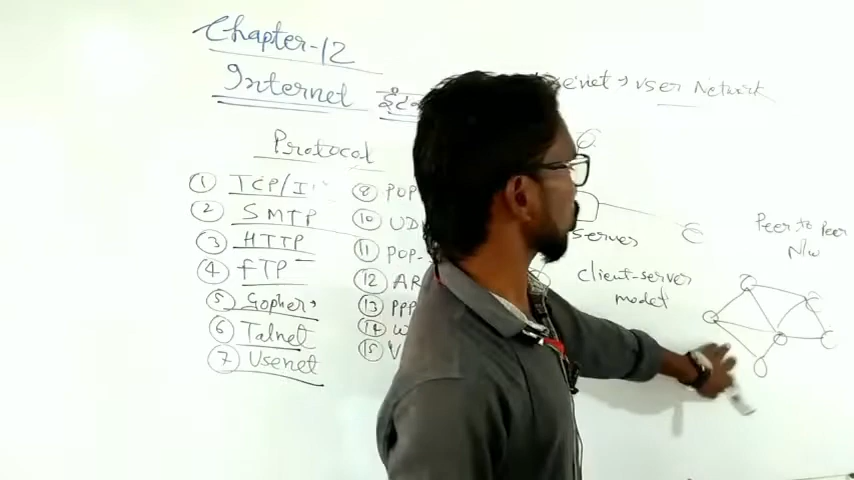 Chapter-12
Internet
Usenet → User Network
Protocol
① TCP/I
② SMTP
③ HTTP
④ FTP
⑤ Gopher,
⑥ Talnet
⑦ Usenet
⑧ POP
⑩ UD
⑪ POP-
⑫ AR
⑬ PPP
⑭ W
⑮ V
server
client-server
model
Peer to Peer
N/w